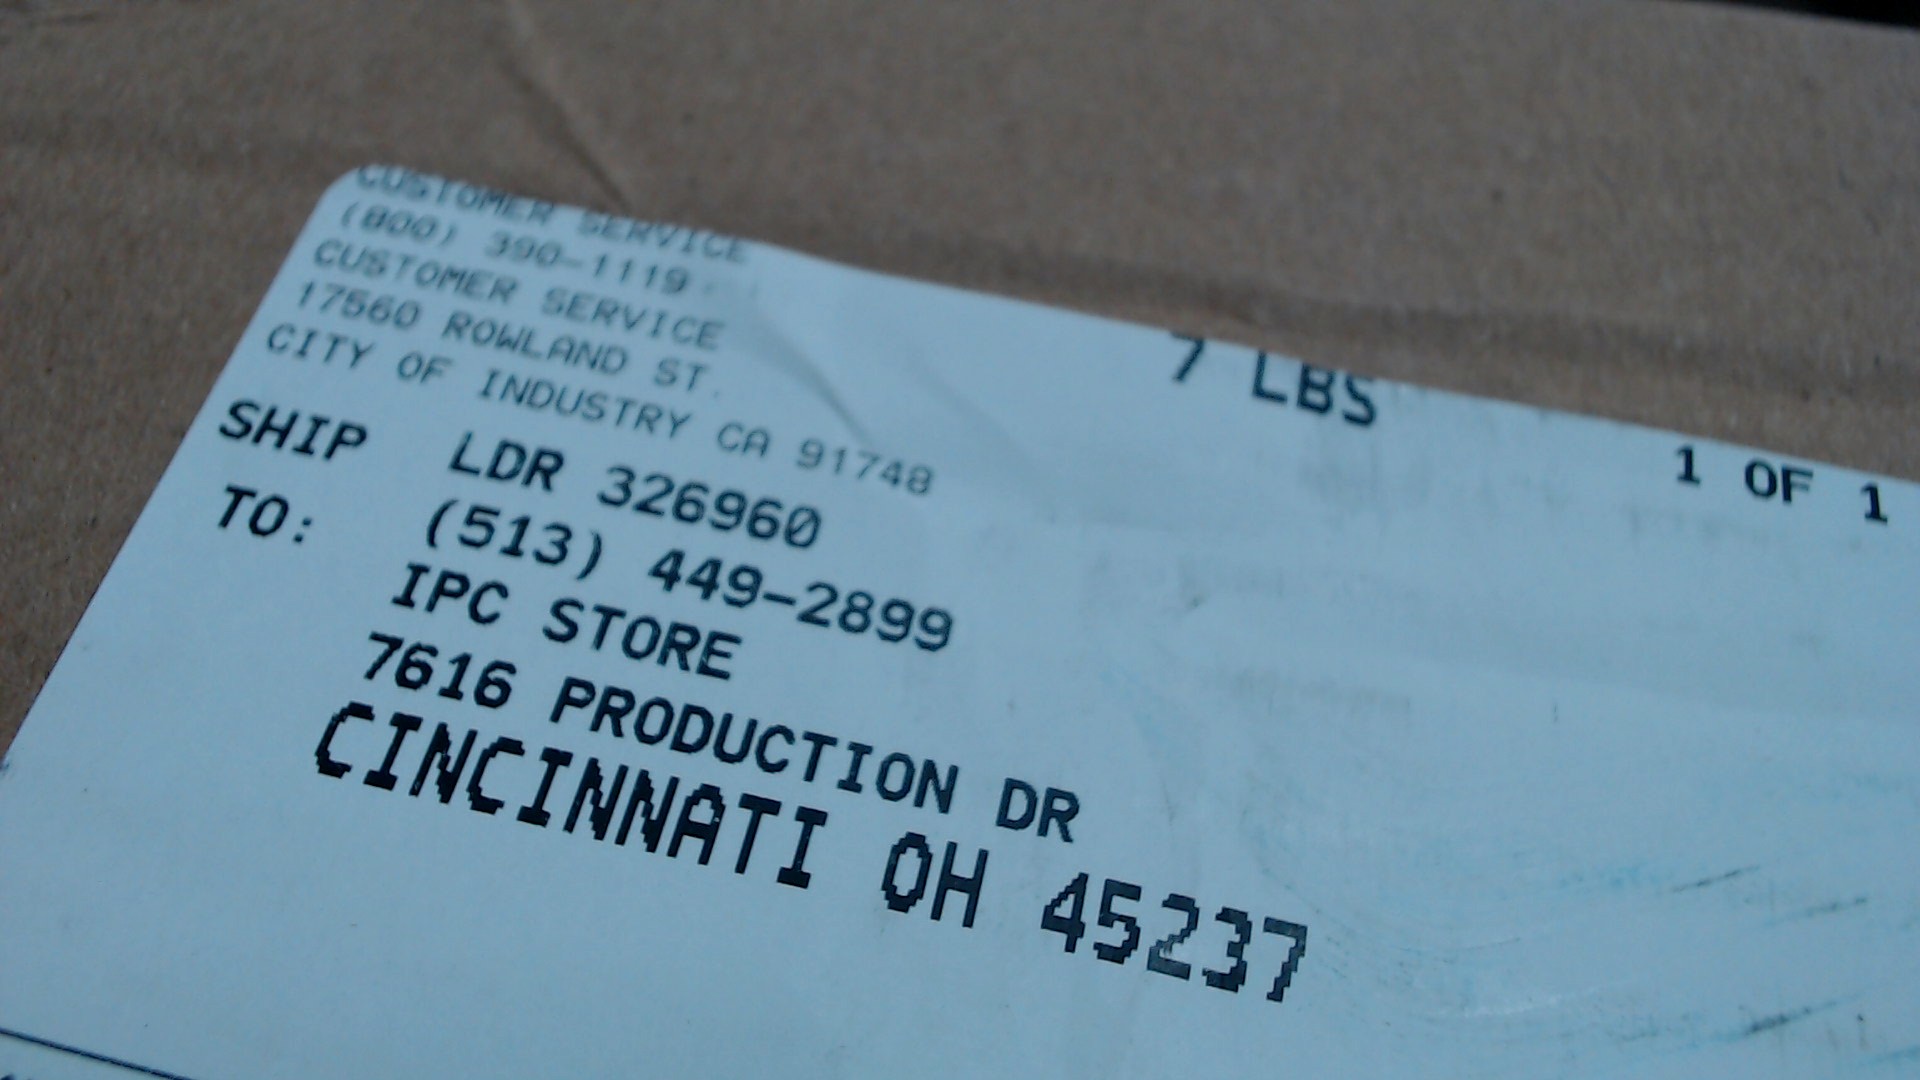 CUSTOMER SERVICE
(800) 390-1119
CUSTOMER SERVICE
17560 ROWLAND ST.
CITY OF INDUSTRY CA 91748
7 LBS
1 OF 1
SHIP
TO:
LDR 326960
(513) 449-2899
IPC STORE
7616 PRODUCTION DR
CINCINNATI OH 45237